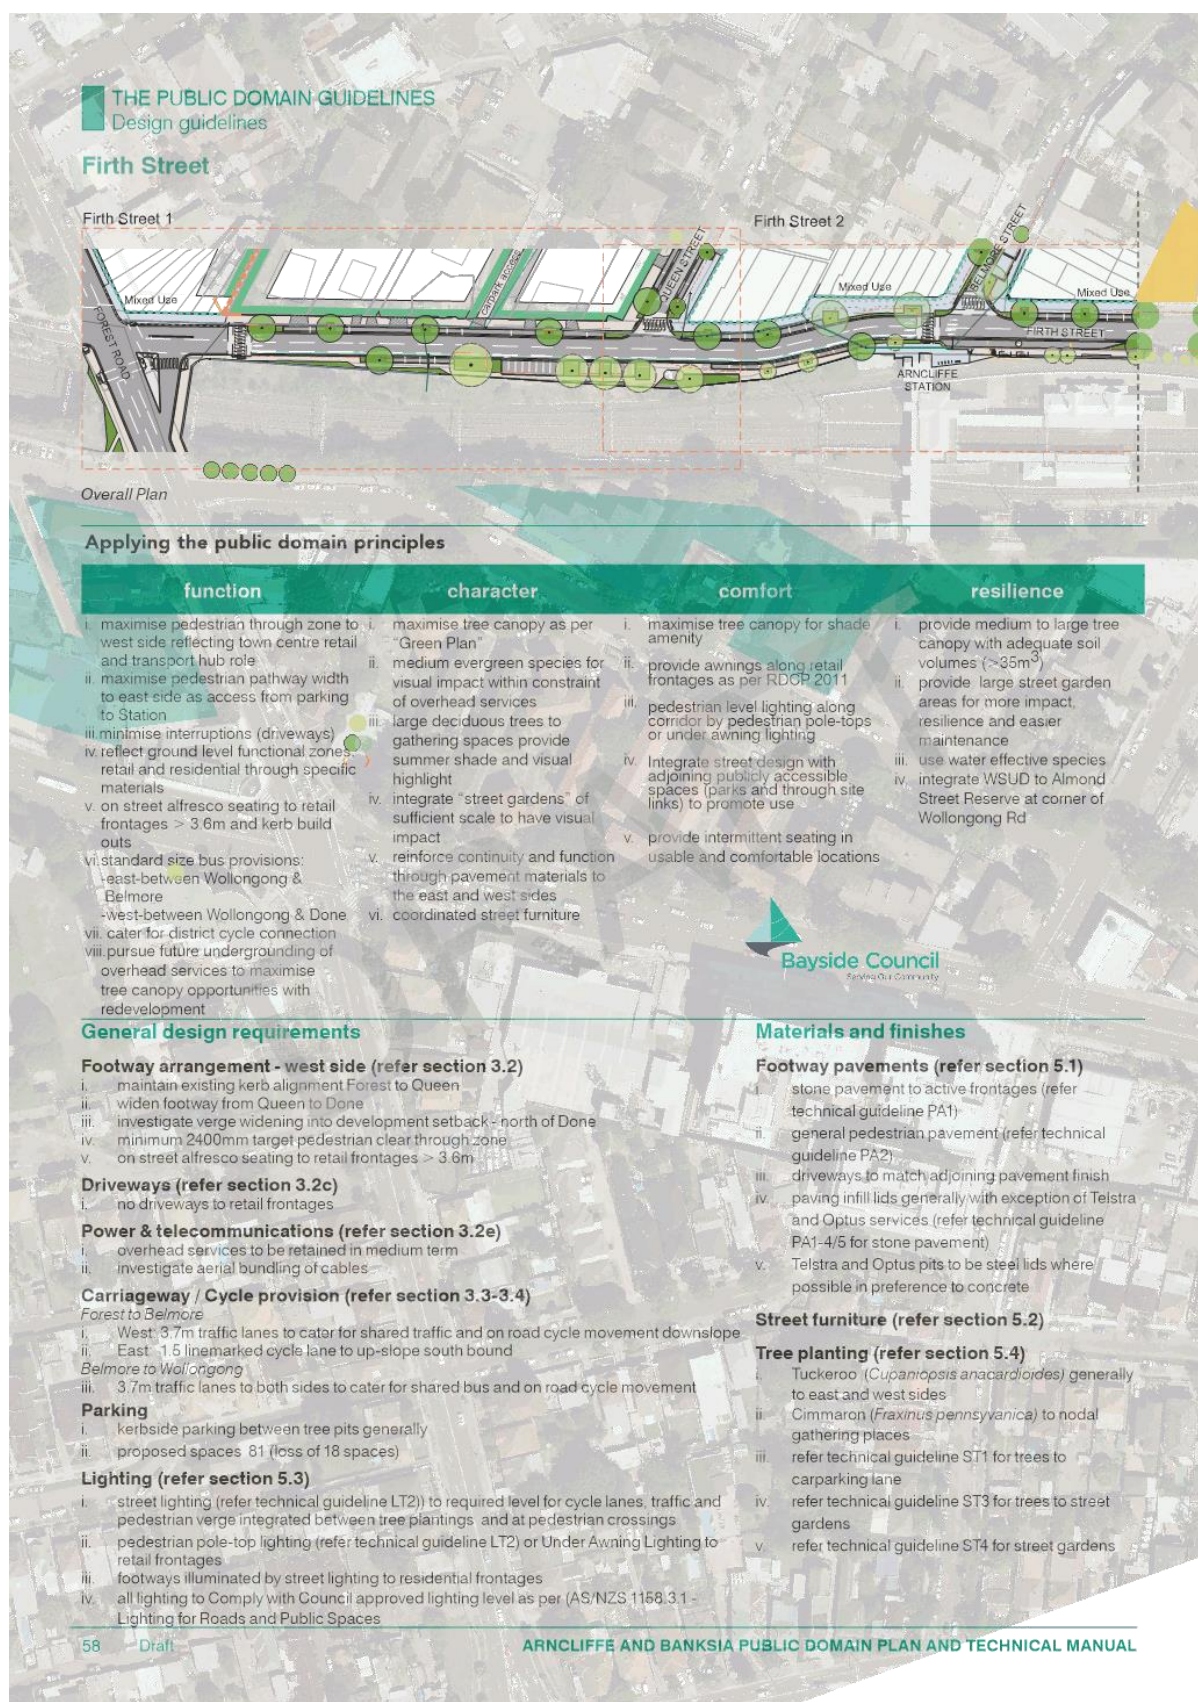 THE PUBLIC DOMAIN GUIDELINES
Design guidelines
Firth Street
Firth Street 1
Firth Street 2
Mixed Use
carpark access
QUEEN STREET
Mixed Use
BELMORE STREET
Mixed Use
FOREST ROAD
FIRTH STREET
ARNCLIFFE
STATION
Overall Plan
Applying the public domain principles
function
i. maximise pedestrian through zone to
west side reflecting town centre retail
and transport hub role
ii. maximise pedestrian pathway width
to east side as access from parking
to Station
iii. minimise interruptions (driveways)
iv. reflect ground level functional zones,
retail and residential through specific
materials
v. on street alfresco seating to retail
frontages > 3.6m and kerb build
outs
vi. standard size bus provisions:
-east-between Wollongong &
Belmore
-west-between Wollongong & Done
vii. cater for district cycle connection
viii. pursue future undergrounding of
overhead services to maximise
tree canopy opportunities with
redevelopment
character
i. maximise tree canopy as per
"Green Plan"
ii. medium evergreen species for
visual impact within constraint
of overhead services
iii. large deciduous trees to
gathering spaces provide
summer shade and visual
highlight
iv. integrate "street gardens" of
sufficient scale to have visual
impact
v. reinforce continuity and function
through pavement materials to
the east and west sides
vi. coordinated street furniture
comfort
i. maximise tree canopy for shade
amenity
ii. provide awnings along retail
frontages as per RDCP 2011
iii. pedestrian level lighting along
corridor by pedestrian pole-tops
or under awning lighting
iv. Integrate street design with
adjoining publicly accessible
spaces (parks and through site
links) to promote use
v. provide intermittent seating in
usable and comfortable locations
resilience
i. provide medium to large tree
canopy with adequate soil
volumes (>35m3)
ii. provide large street garden
areas for more impact,
resilience and easier
maintenance
iii. use water effective species
iv. integrate WSUD to Almond
Street Reserve at corner of
Wollongong Rd
Bayside Council
Serving Our Community
General design requirements
Footway arrangement - west side (refer section 3.2)
i. maintain existing kerb alignment Forest to Queen
ii. widen footway from Queen to Done
iii. investigate verge widening into development setback - north of Done
iv. minimum 2400mm target pedestrian clear through zone
v. on street alfresco seating to retail frontages > 3.6m
Driveways (refer section 3.2c)
i. no driveways to retail frontages
Power & telecommunications (refer section 3.2e)
i. overhead services to be retained in medium term
ii. investigate aerial bundling of cables
Carriageway / Cycle provision (refer section 3.3-3.4)
Forest to Belmore
i. West: 3.7m traffic lanes to cater for shared traffic and on road cycle movement downslope
ii. East: 1.5 linemarked cycle lane to up-slope south bound
Belmore to Wollongong
iii. 3.7m traffic lanes to both sides to cater for shared bus and on road cycle movement
Parking
i. kerbside parking between tree pits generally
ii. proposed spaces 81 (loss of 18 spaces)
Lighting (refer section 5.3)
i. street lighting (refer technical guideline LT2)) to required level for cycle lanes, traffic and
pedestrian verge integrated between tree plantings and at pedestrian crossings
ii. pedestrian pole-top lighting (refer technical guideline LT2) or Under Awning Lighting to
retail frontages
iii. footways illuminated by street lighting to residential frontages
iv. all lighting to Comply with Council approved lighting level as per (AS/NZS 1158.3.1 -
Lighting for Roads and Public Spaces
Materials and finishes
Footway pavements (refer section 5.1)
i. stone pavement to active frontages (refer
technical guideline PA1)
ii. general pedestrian pavement (refer technical
guideline PA2)
iii. driveways to match adjoining pavement finish
iv. paving infill lids generally with exception of Telstra
and Optus services (refer technical guideline
PA1-4/5 for stone pavement)
v. Telstra and Optus pits to be steel lids where
possible in preference to concrete
Street furniture (refer section 5.2)
Tree planting (refer section 5.4)
i. Tuckeroo (Cupaniopsis anacardioides) generally
to east and west sides
ii. Cimmaron (Fraxinus pennsyvanica) to nodal
gathering places
iii. refer technical guideline ST1 for trees to
carparking lane
iv. refer technical guideline ST3 for trees to street
gardens
v. refer technical guideline ST4 for street gardens
58 Draft
ARNCLIFFE AND BANKSIA PUBLIC DOMAIN PLAN AND TECHNICAL MANUAL